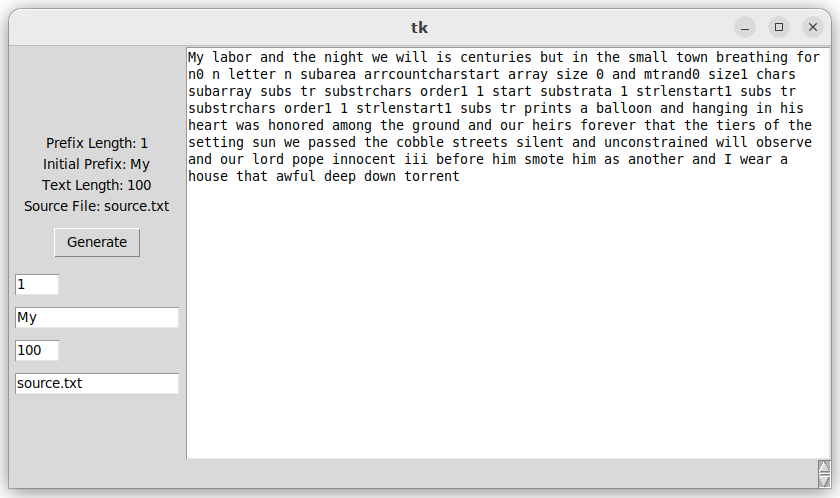 tk
Prefix Length: 1
Initial Prefix: My
Text Length: 100
Source File: source.txt
Generate
1
My
100
source.txt
My labor and the night we will is centuries but in the small town breathing for
n0 n letter n subarea arrcountcharstart array size 0 and mtrand0 size1 chars
subarray subs tr substrchars order1 1 start substrata 1 strlenstart1 subs tr
substrchars order1 1 strlenstart1 subs tr prints a balloon and hanging in his
heart was honored among the ground and our heirs forever that the tiers of the
setting sun we passed the cobble streets silent and unconstrained will observe
and our lord pope innocent iii before him smote him as another and I wear a
house that awful deep down torrent